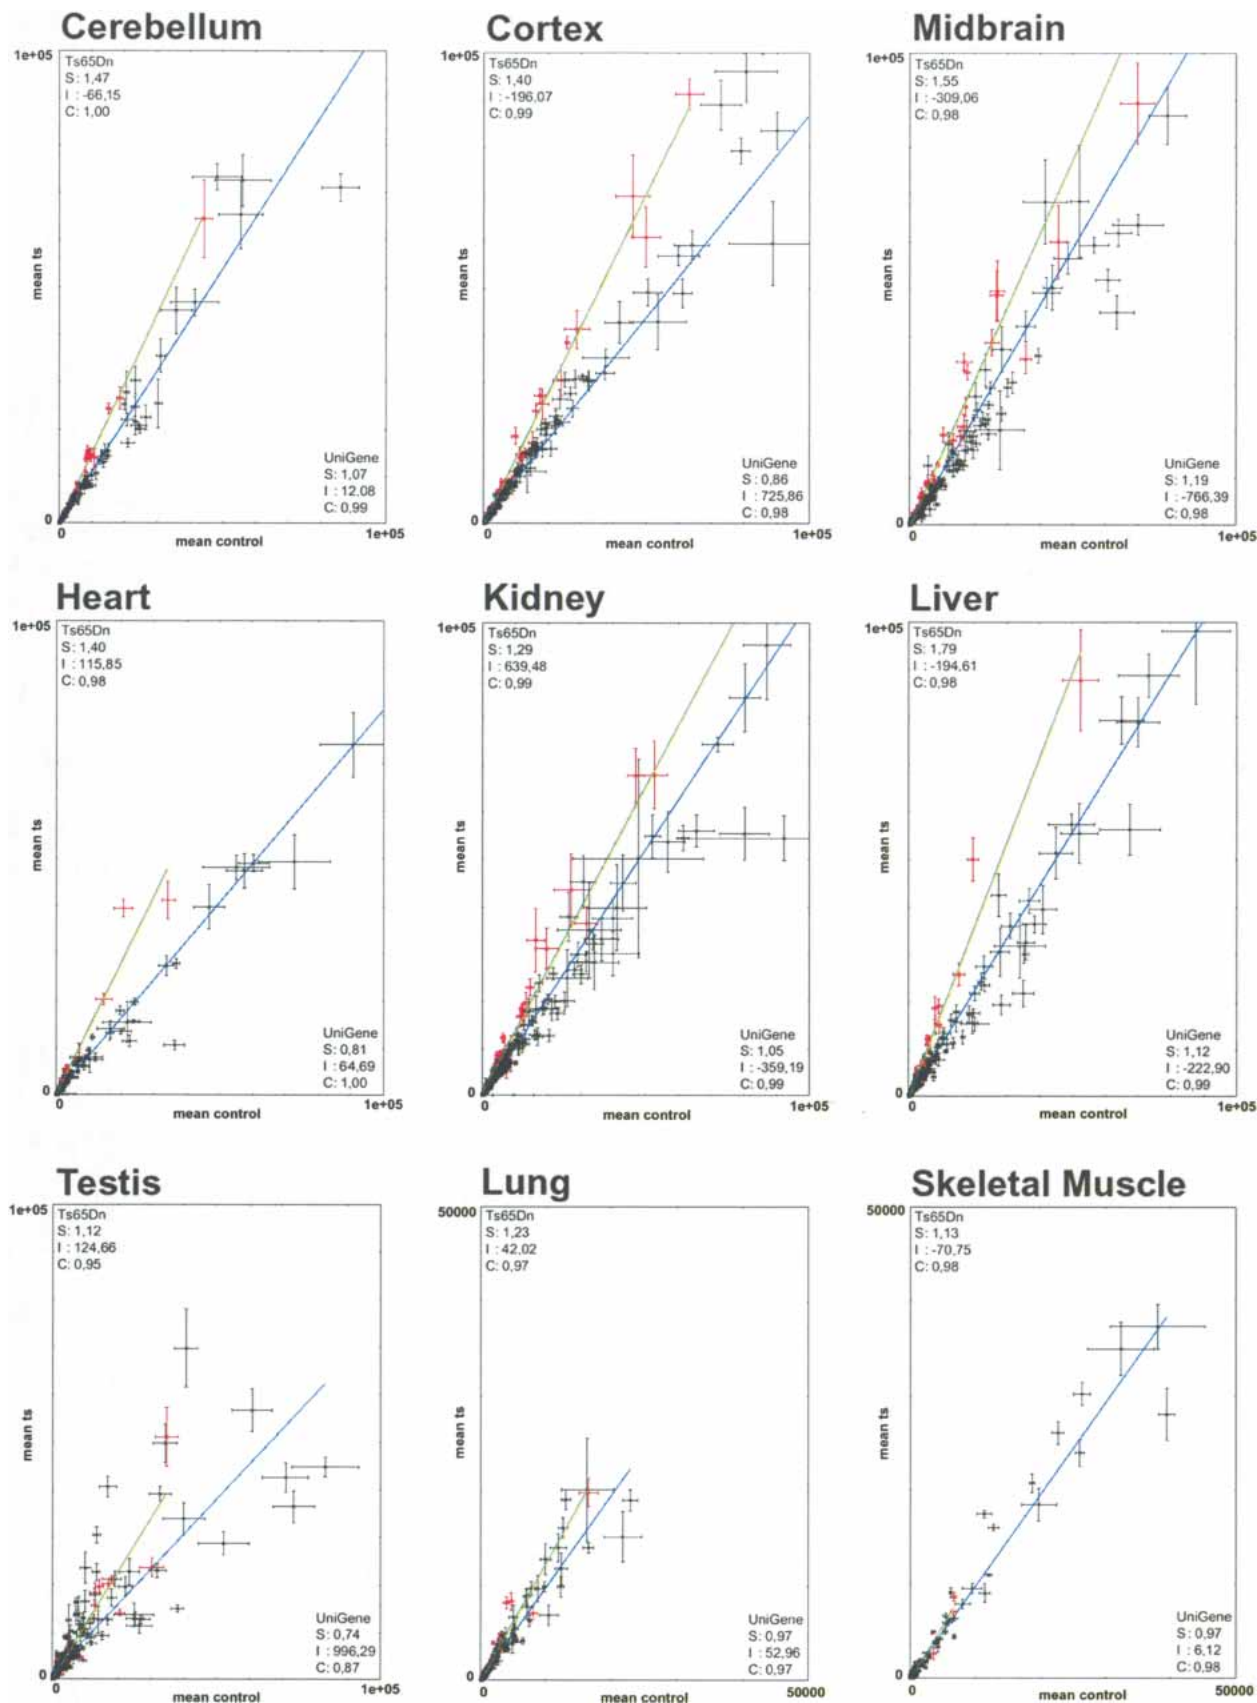 Cerebellum
1e+05
Ts65Dn
S: 1,47
I : -66,15
C: 1,00
mean ts
UniGene
S: 1,07
I : 12.08
C: 0,99
0
0
1e+05
mean control
Cortex
1e+05
Ts65Dn
S: 1,40
I : -196,07
C: 0,99
mean ts
UniGene
S: 0,86
I : 725,86
C: 0,98
0
0
1e+05
mean control
Midbrain
1e+05
Ts65Dn
S: 1,55
I : -309,06
C: 0,98
mean ts
UniGene
S: 1,19
I : -766,39
C: 0,98
0
0
1e+05
mean control
Heart
1e+05
Ts65Dn
S: 1,40
I : 115,85
C: 0,98
mean ts
UniGene
S: 0,81
I : 64,69
C: 1,00
0
0
1e+05
mean control
Kidney
1e+05
Ts65Dn
S: 1,29
I : 639,48
C: 0,99
mean ts
UniGene
S: 1,05
I : -359,19
C: 0,99
0
0
1e+05
mean control
Liver
1e+05
Ts65Dn
S: 1,79
I : -194,61
C: 0,98
mean ts
UniGene
S: 1,12
I : -222,90
C: 0,99
0
0
1e+05
mean control
Testis
1e+05
Ts65Dn
S: 1,12
I : 124,66
C: 0,95
mean ts
UniGene
S: 0,74
I : 996,29
C: 0,87
0
0
1e+05
mean control
Lung
50000
Ts65Dn
S: 1,23
I : 42,02
C: 0,97
mean ts
UniGene
S: 0,97
I : 52,96
C: 0,97
0
0
50000
mean control
Skeletal Muscle
50000
Ts65Dn
S: 1,13
I : -70,75
C: 0,98
mean ts
UniGene
S: 0,97
I : 6,12
C: 0,98
0
0
50000
mean control